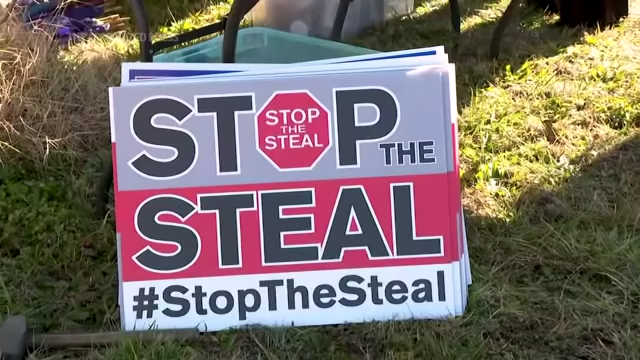 STOP THE
STOP
THE
STEAL
STEAL
#StopTheSteal